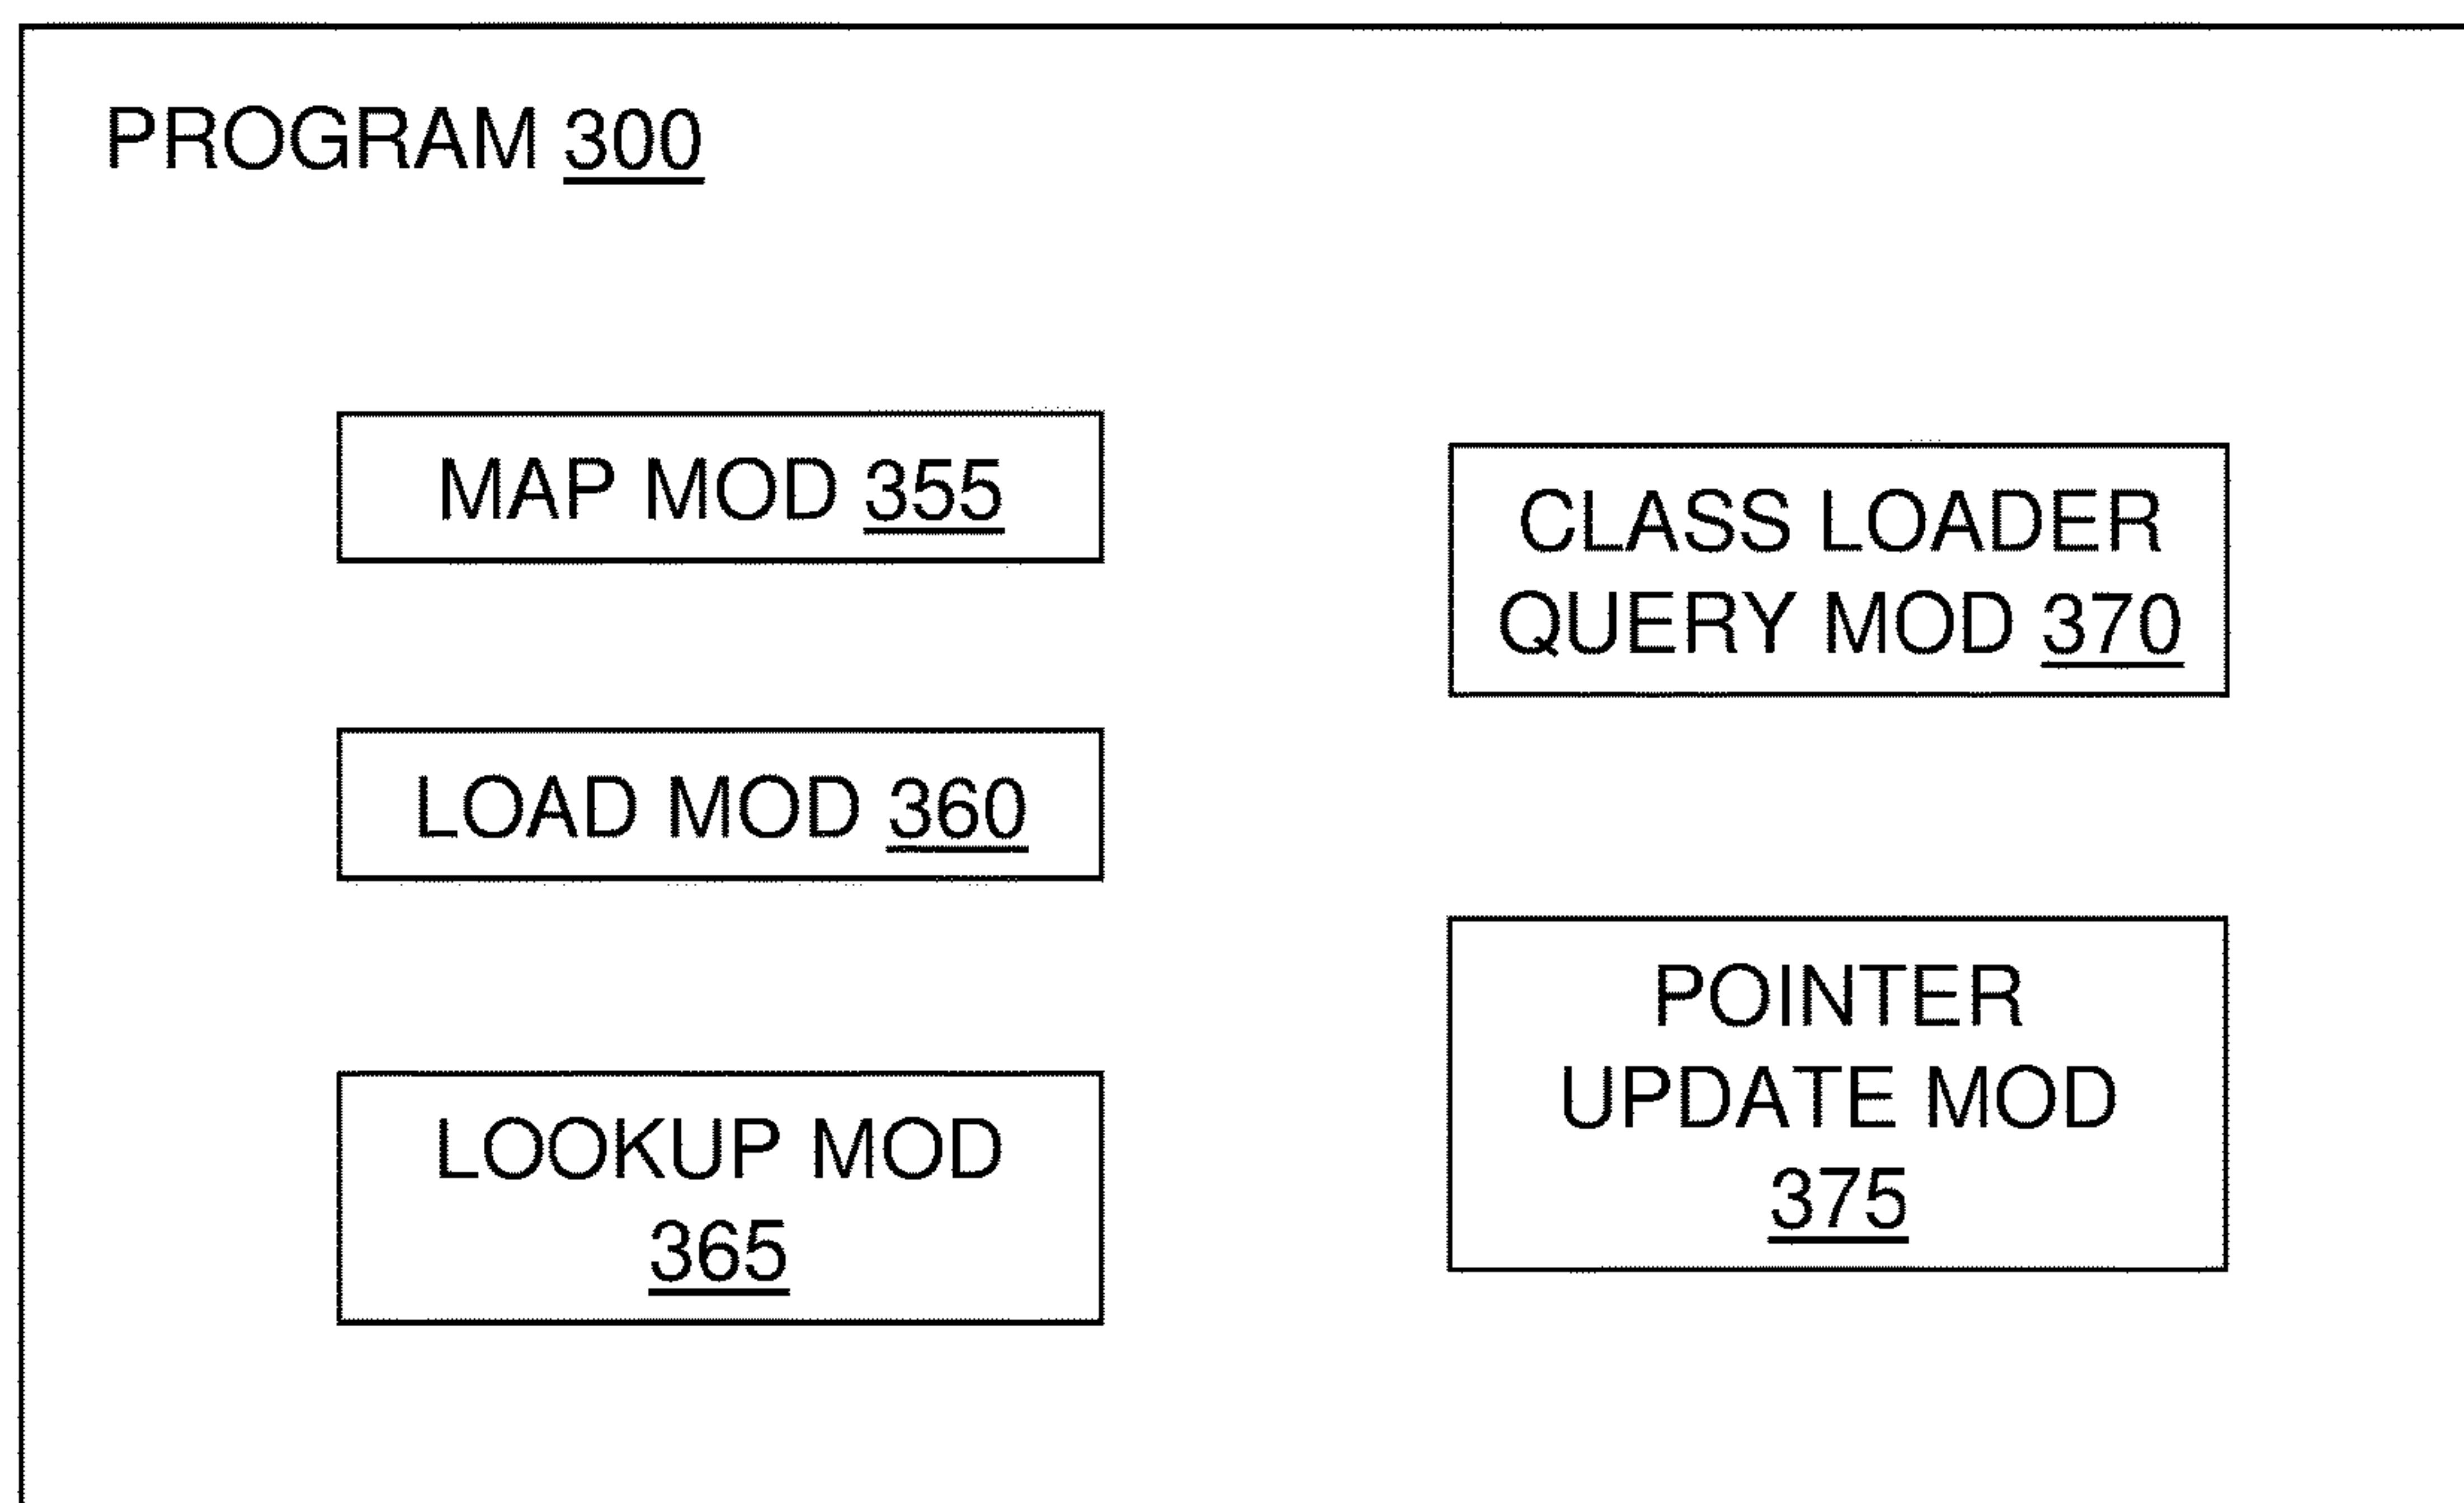 PROGRAM 300
MAP MOD 355
LOAD MOD 360
LOOKUP MOD
365
CLASS LOADER
QUERY MOD 370
POINTER
UPDATE MOD
375